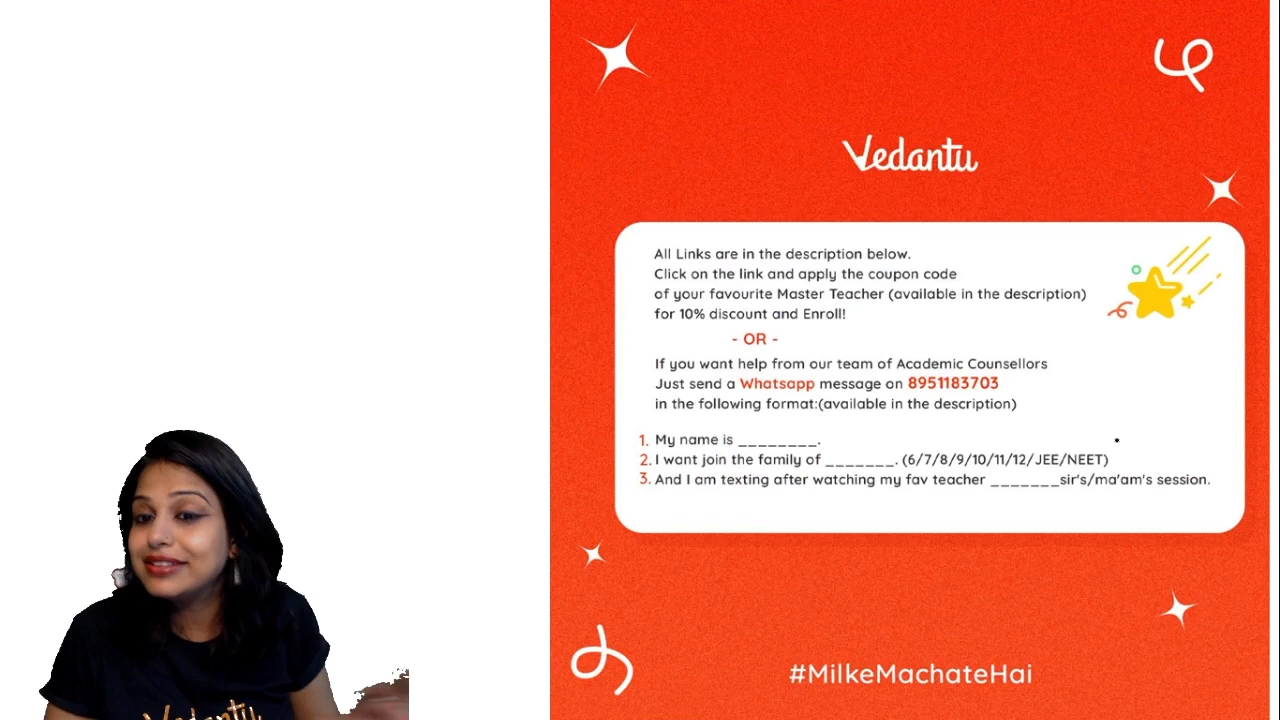 Vedantu
All Links are in the description below.
Click on the link and apply the coupon code
of your favourite Master Teacher (available in the description)
for 10% discount and Enroll!
- OR -
If you want help from our team of Academic Counsellors
Just send a Whatsapp message on 8951183703
in the following format:(available in the description)
1. My name is ________.
2. I want join the family of _______. (6/7/8/9/10/11/12/JEE/NEET)
3. And I am texting after watching my fav teacher _______sir's/ma'am's session.
#MilkeMachateHai
Vedantu